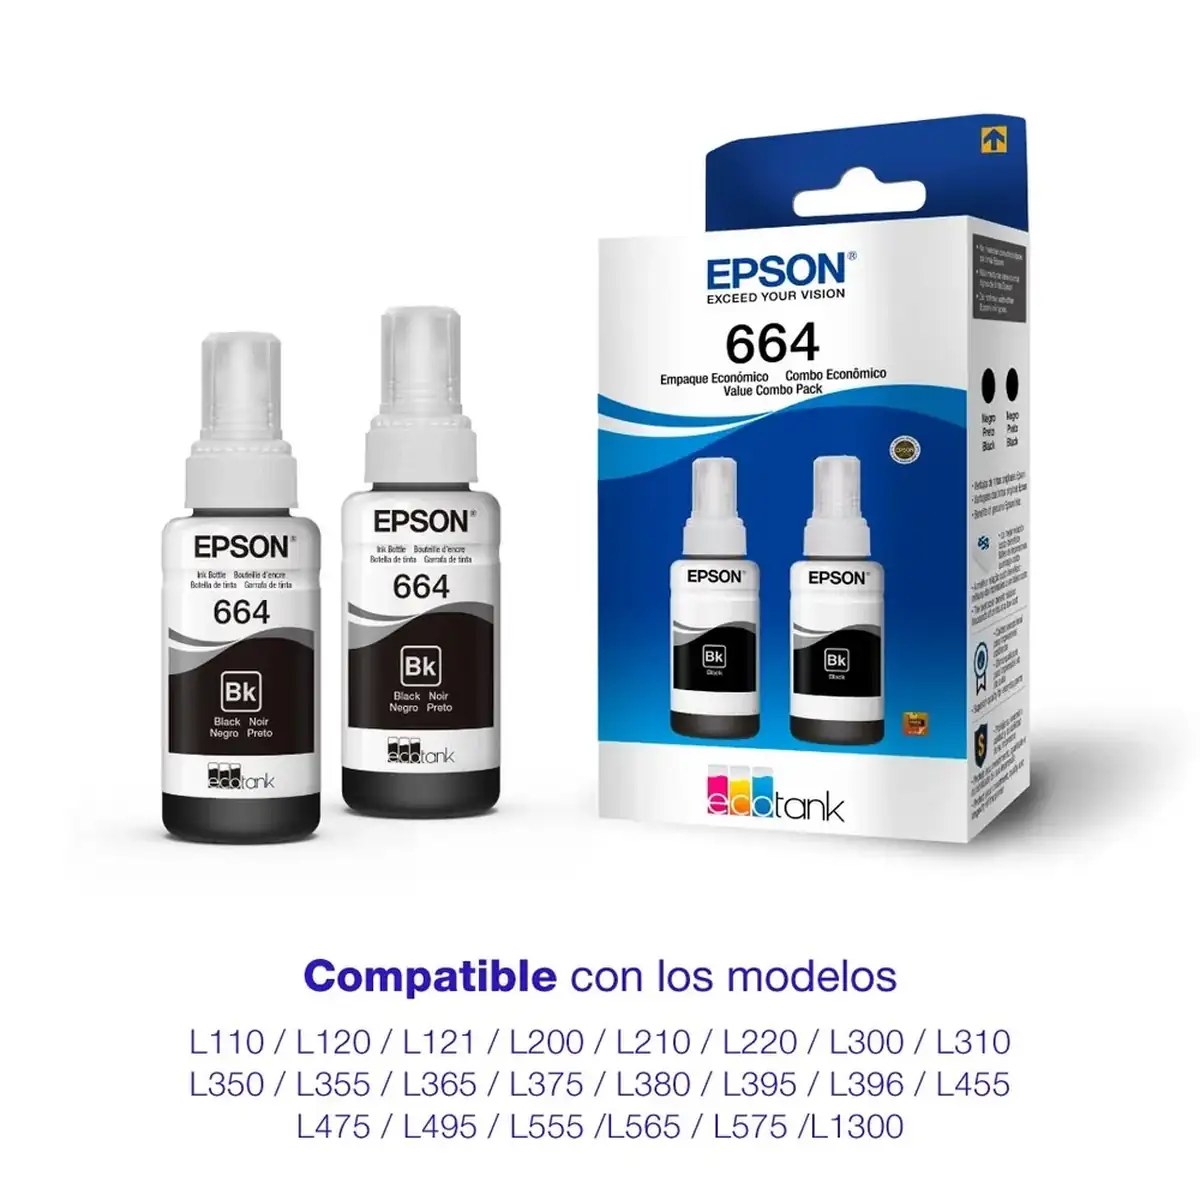 EPSON®
EXCEED YOUR VISION
664
Empaque Económico Combo Econômico
Value Combo Pack
Negro
Preto
Black
Negro
Preto
Black
EPSON
Bk
Black
EPSON
Bk
Black
ecotank
EPSON®
Ink Bottle Bouteille d'encre
Botella de tinta Garrafa de tinta
664
Bk
Black Noir
Negro Preto
ecotank
EPSON®
Ink Bottle Bouteille d'encre
Botella de tinta Garrafa de tinta
664
Bk
Black Noir
Negro Preto
ecotank
Compatible con los modelos
L110 / L120 / L121 / L200 / L210 / L220 / L300 / L310
L350 / L355 / L365 / L375 / L380 / L395 / L396 / L455
L475 / L495 / L555 /L565 / L575 /L1300